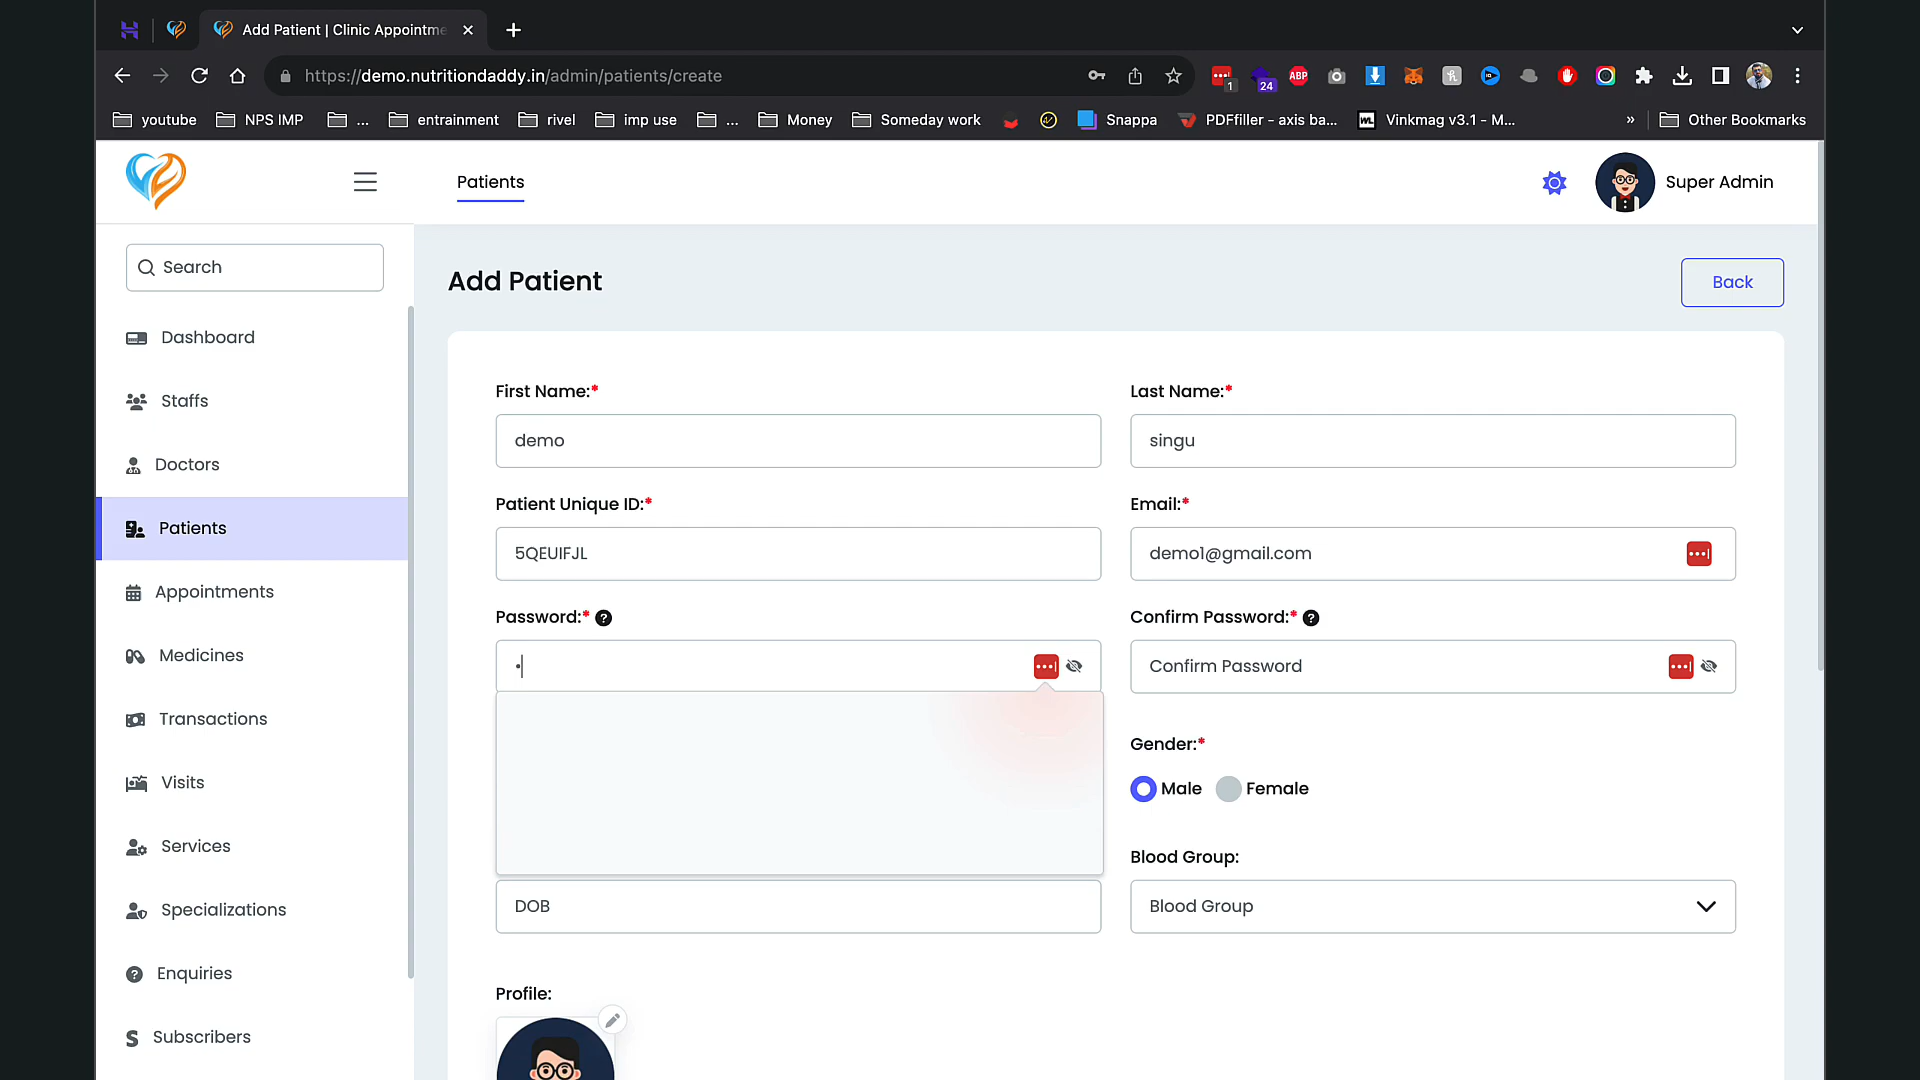 Add Patient | Clinic Appointme
https://demo.nutritiondaddy.in/admin/patients/create
1
24
ABP
youtube
NPS IMP
...
entrainment
rivel
imp use
...
Money
Someday work
Snappa
PDFfiller - axis ba...
WL
Vinkmag v3.1 - M...
»
Other Bookmarks
Patients
Super Admin
Search
Add Patient
Back
Dashboard
Staffs
Doctors
Patients
Appointments
Medicines
Transactions
Visits
Services
Specializations
Enquiries
Subscribers
First Name:*
Last Name:*
demo
singu
Patient Unique ID:*
Email:*
5QEUIFJL
demo1@gmail.com
Password:*
Confirm Password:*
Confirm Password
Gender:*
Male
Female
Blood Group:
DOB
Blood Group
Profile: